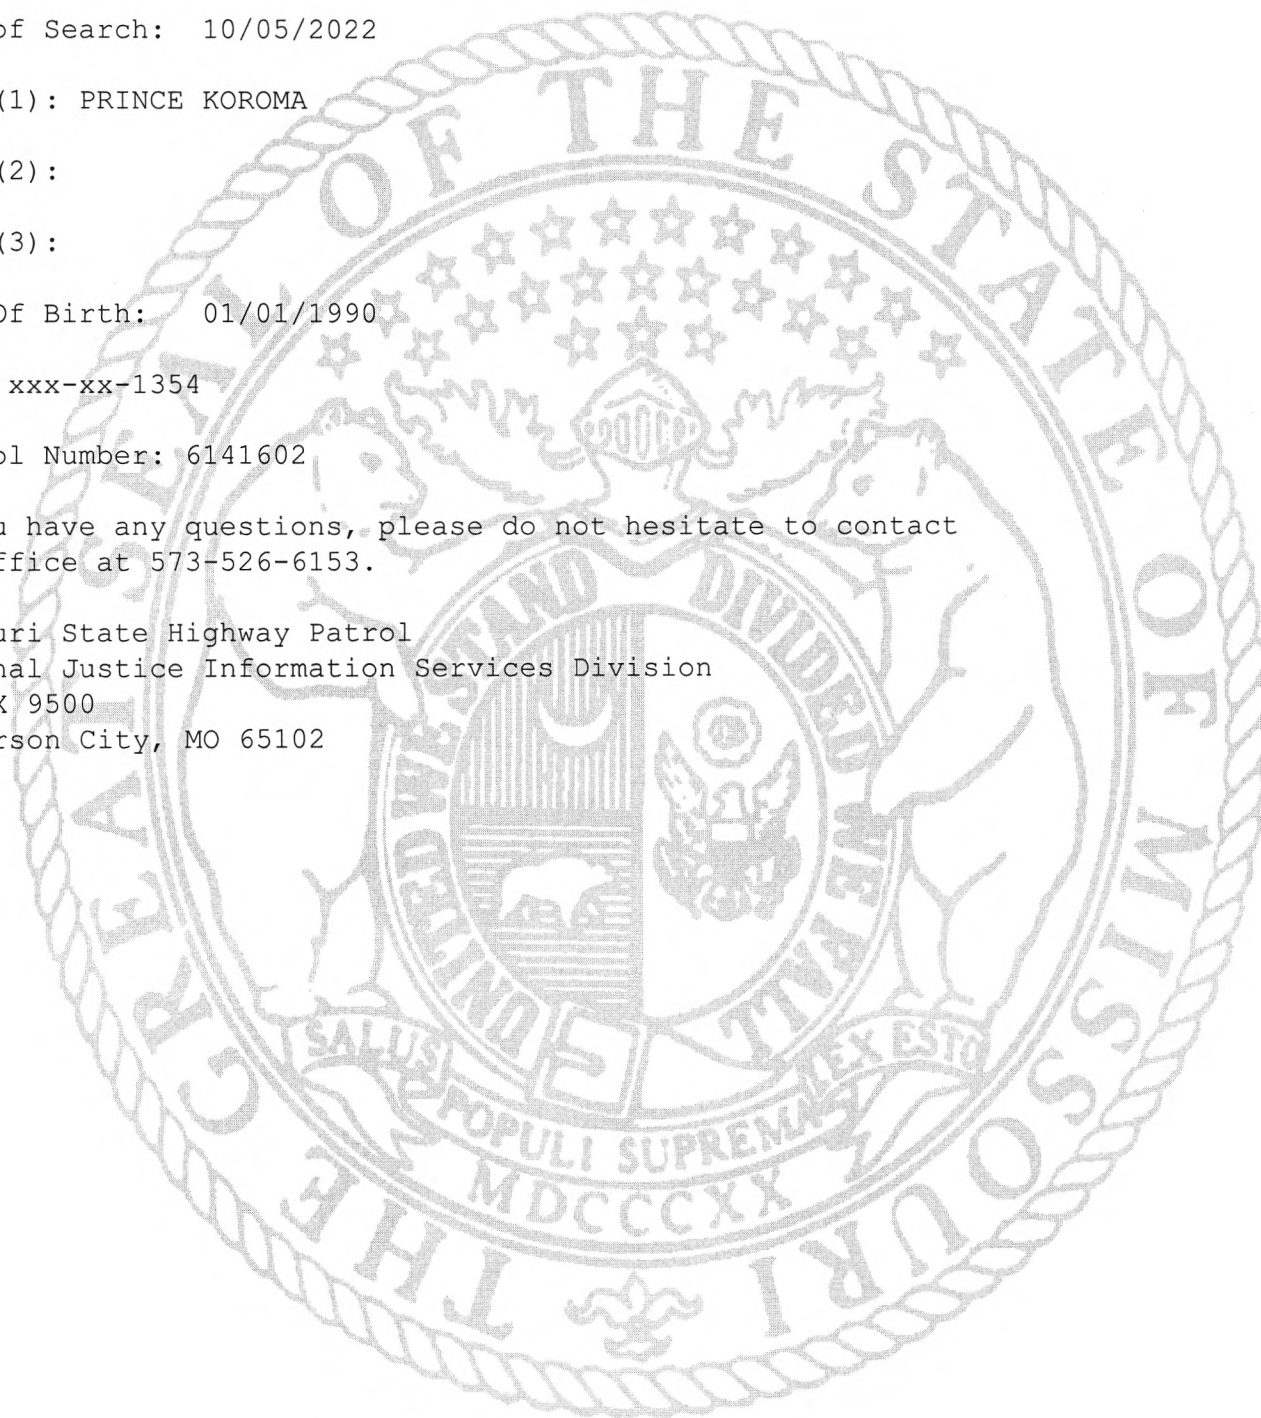 of Search:  10/05/2022
(1): PRINCE KOROMA
(2):
(3):
Of Birth:   01/01/1990
xxx-xx-1354
ol Number: 6141602
u have any questions, please do not hesitate to contact
ffice at 573-526-6153.
uri State Highway Patrol
nal Justice Information Services Division
X 9500
rson City, MO 65102
THE GREAT SEAL OF THE STATE OF MISSOURI
UNITED WE STAND DIVIDED WE FALL
SALUS POPULI SUPREMA LEX ESTO
MDCCCXX